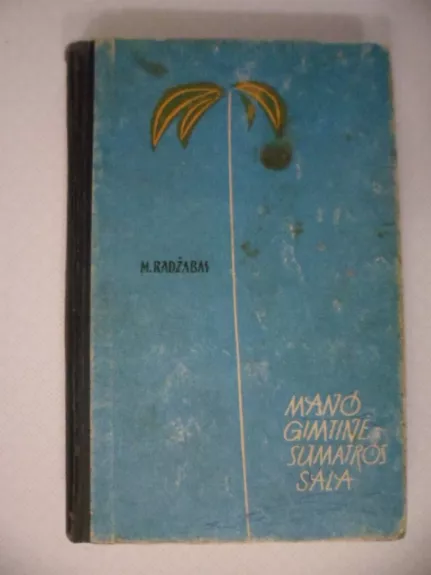 M. RADŽABAS
MANO
GIMTINĖ -
SUMATROS
SALA